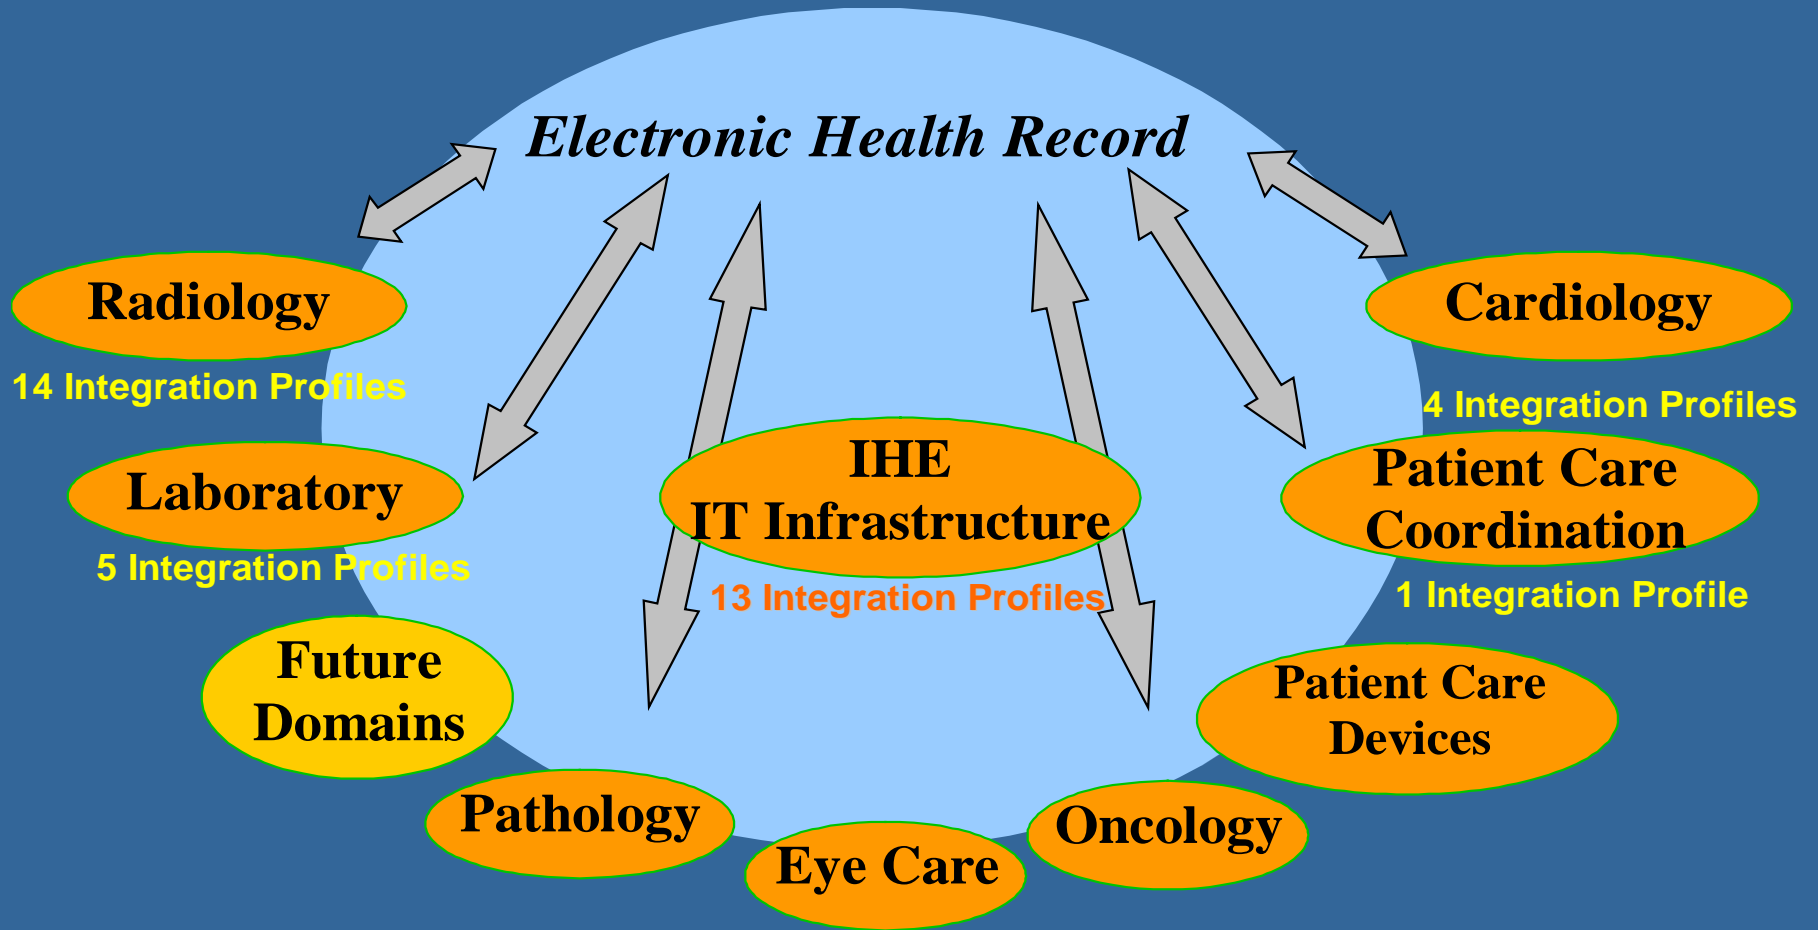 Electronic Health Record
Radiology
14 Integration Profiles
Cardiology
4 Integration Profiles
Laboratory
5 Integration Profiles
IHE
IT Infrastructure
13 Integration Profiles
Patient Care
Coordination
1 Integration Profile
Future
Domains
Patient Care
Devices
Pathology
Eye Care
Oncology